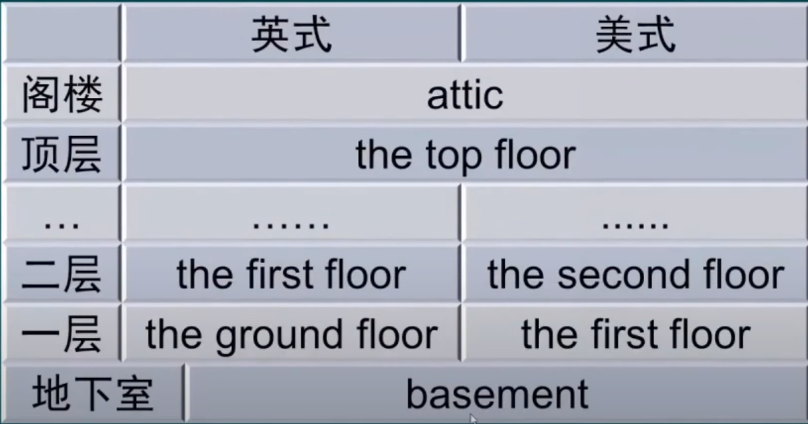 英式 美式
阁楼 attic
顶层 the top floor
... ...... ......
二层 the first floor the second floor
一层 the ground floor the first floor
地下室 basement